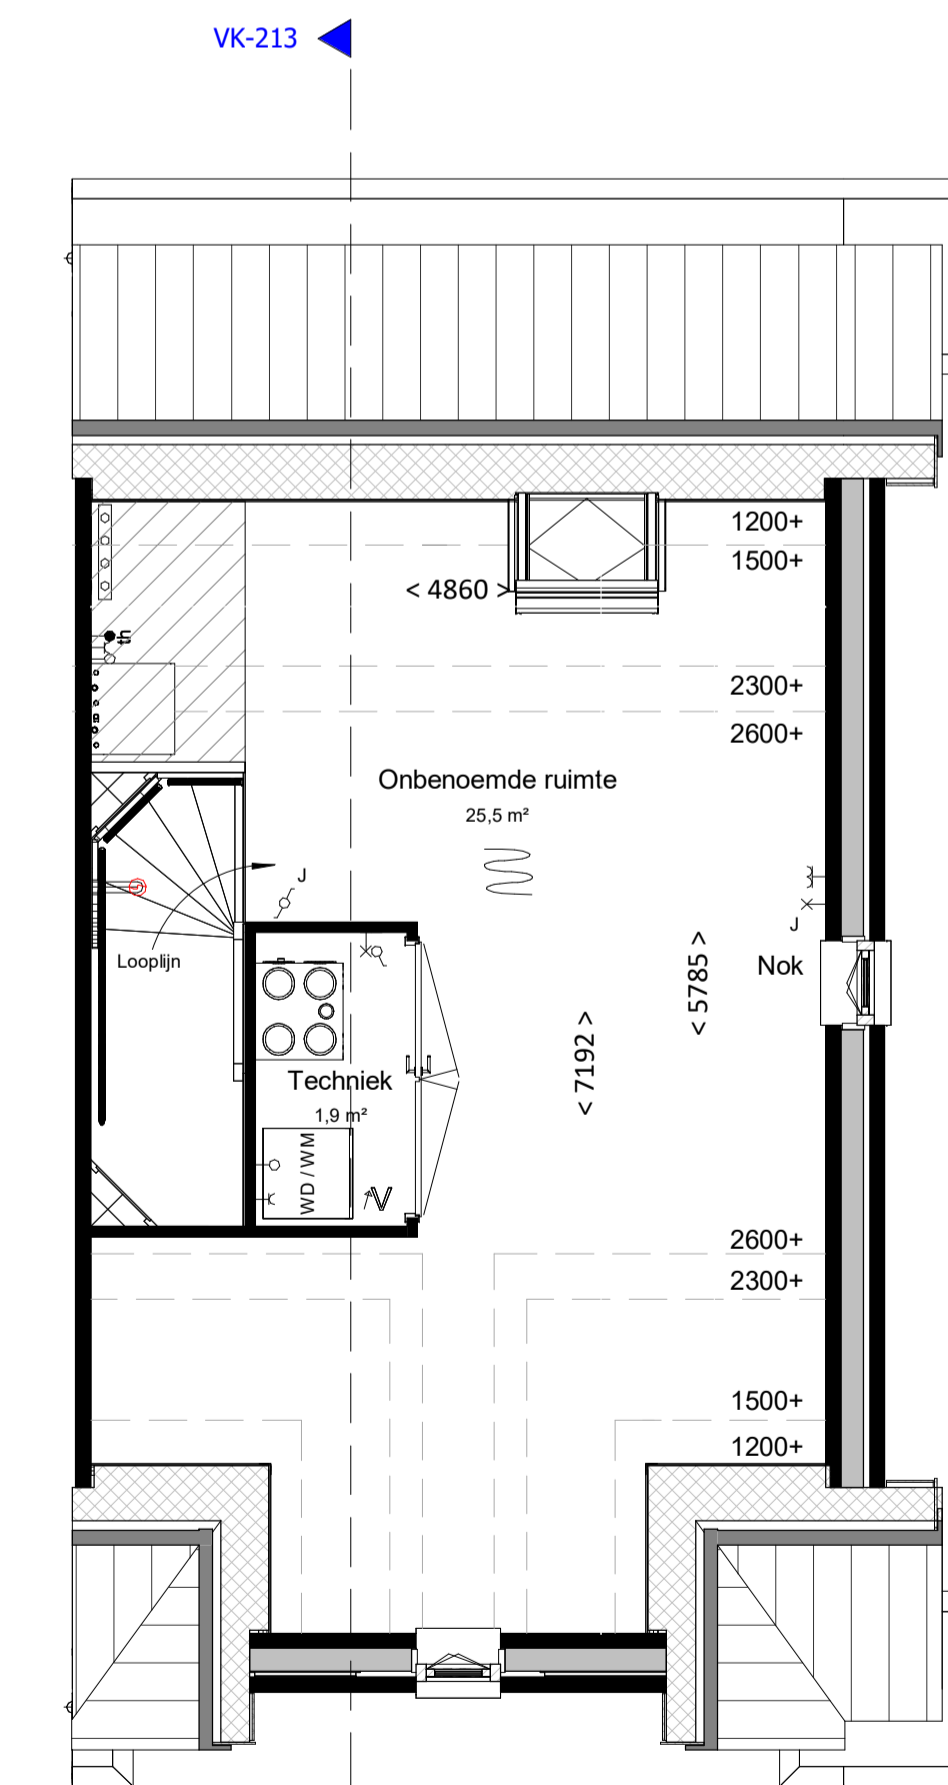 VK-213
1200+
1500+
< 4860 >
th
2300+
2600+
Onbenoemde ruimte
25,5 m²
J
J
Looplijn
Nok
< 5785 >
< 7192 >
Techniek
1,9 m²
WD / WM
V
2600+
2300+
1500+
1200+